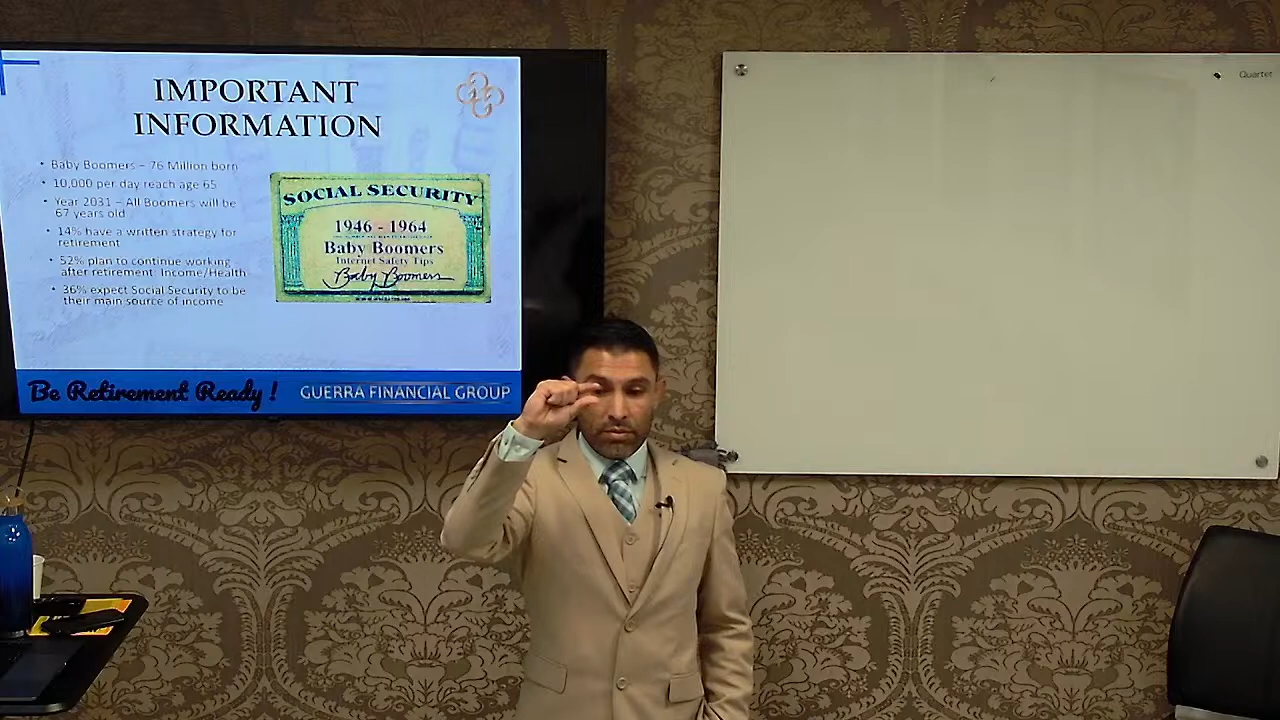 IMPORTANT
INFORMATION
• Baby Boomers – 76 Million born
• 10,000 per day reach age 65
• Year 2031 – All Boomers will be
67 years old
• 14% have a written strategy for
retirement
• 52% plan to continue working
after retirement Income/Health
• 36% expect Social Security to be
their main source of income
SOCIAL SECURITY
1946 - 1964
Baby Boomers
Internet Safety Tips
Baby Boomers
Be Retirement Ready !
GUERRA FINANCIAL GROUP
Quartet